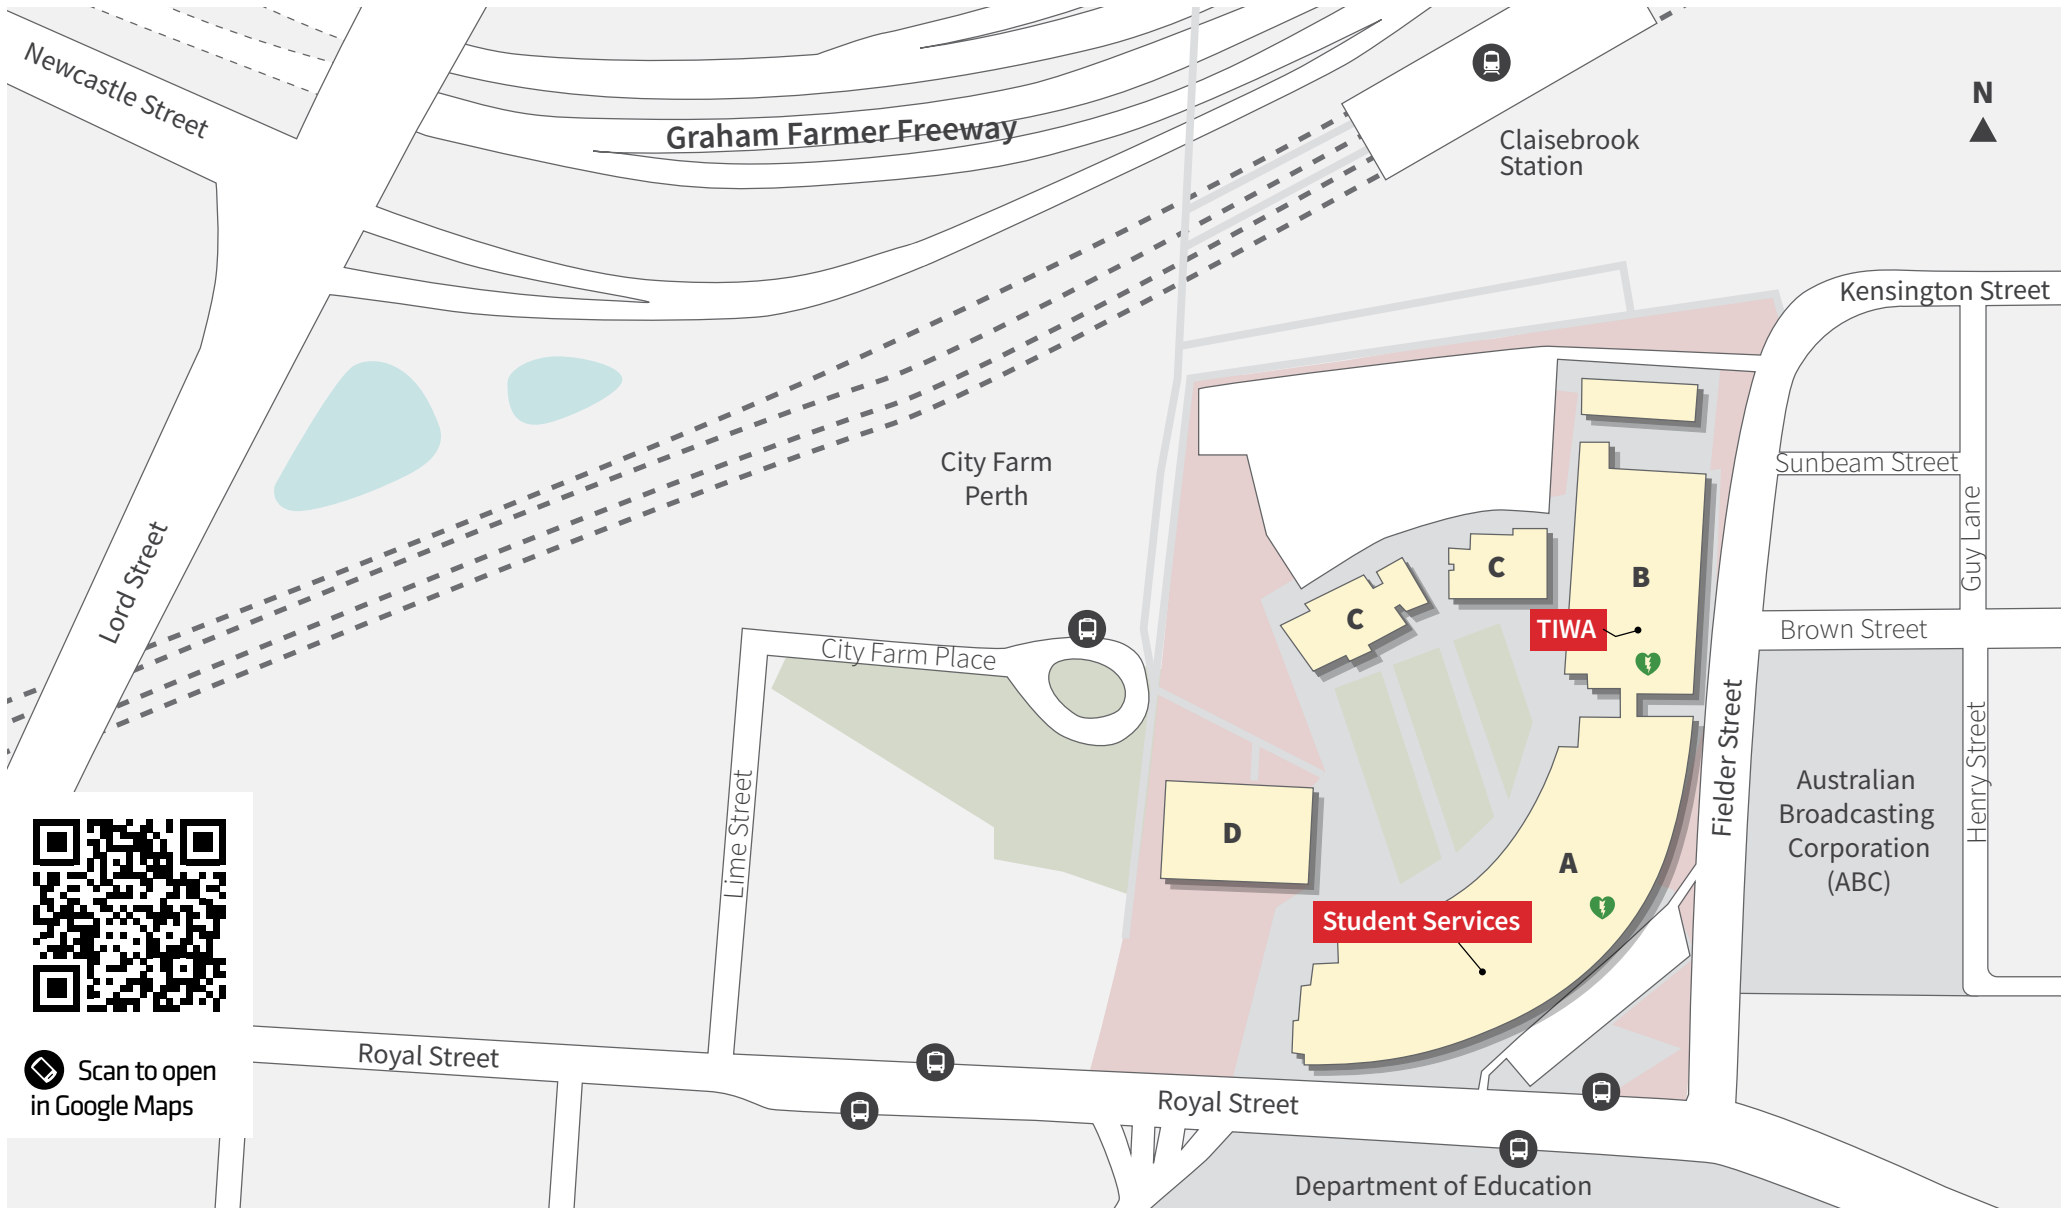 Newcastle Street
Graham Farmer Freeway
Claisebrook
Station
N
Kensington Street
Sunbeam Street
Guy Lane
City Farm
Perth
Lord Street
C
B
C
TIWA
Brown Street
City Farm Place
Fielder Street
Henry Street
Lime Street
Australian
Broadcasting
Corporation
(ABC)
D
A
Student Services
Royal Street
Scan to open
in Google Maps
Royal Street
Department of Education